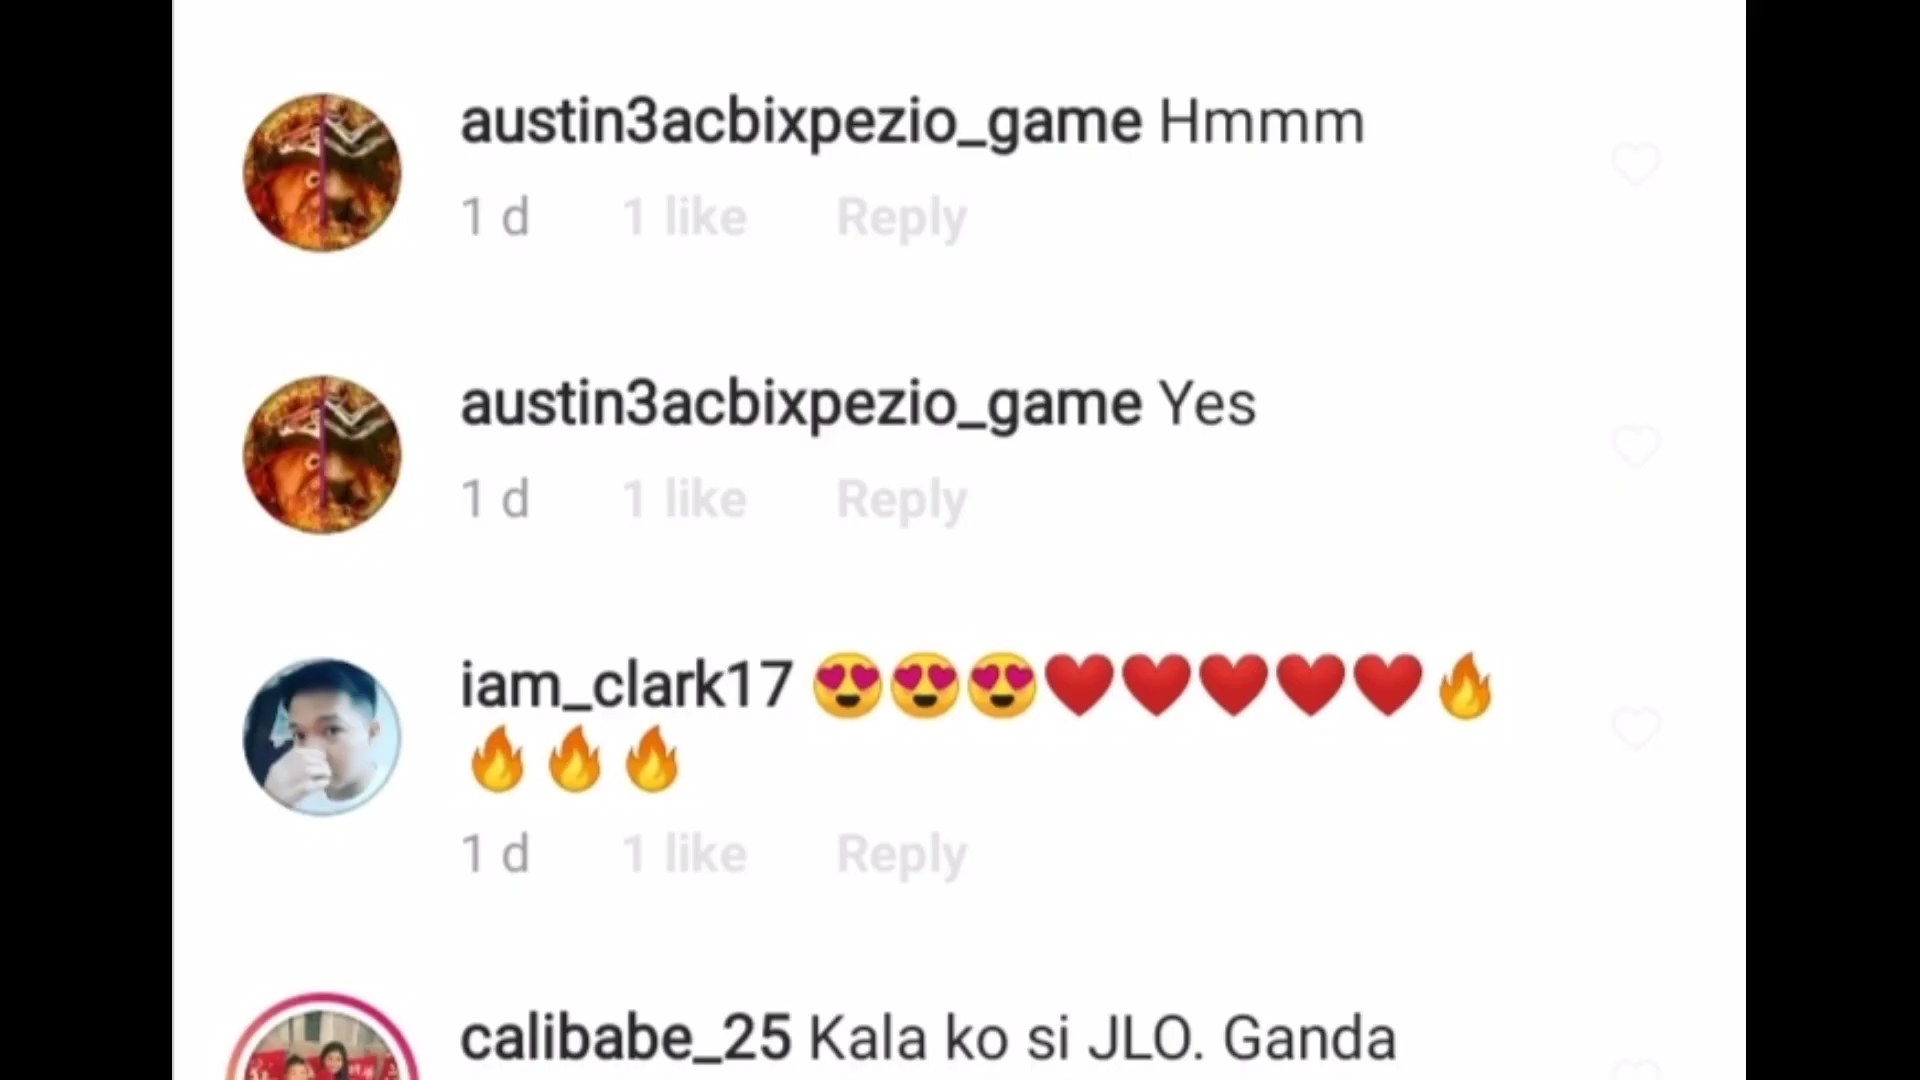 austin3acbixpezio_game Hmmm
1 d 1 like Reply
austin3acbixpezio_game Yes
1 d 1 like Reply
iam_clark17 😍😍😍❤️❤️❤️❤️❤️🔥
🔥🔥🔥
1 d 1 like Reply
calibabe_25 Kala ko si JLO. Ganda